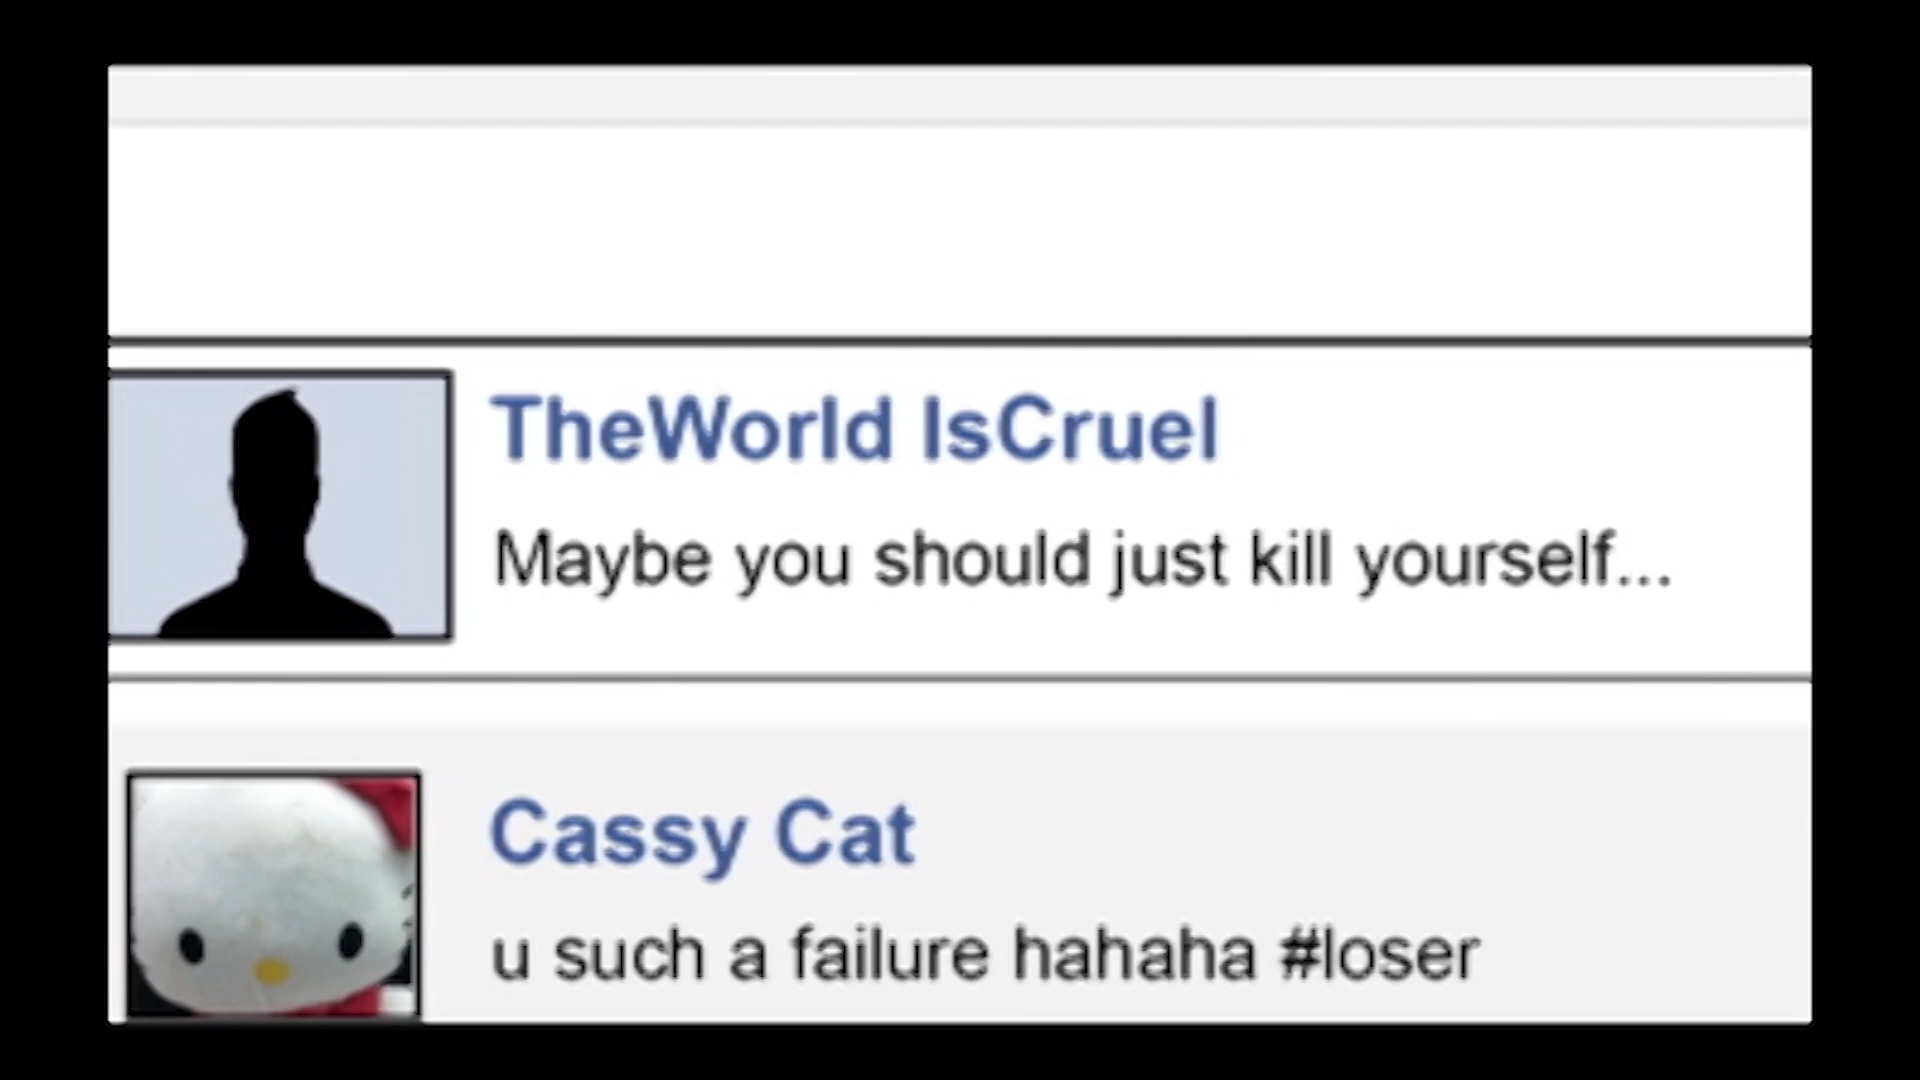 TheWorld IsCruel
Maybe you should just kill yourself...
Cassy Cat
u such a failure hahaha #loser